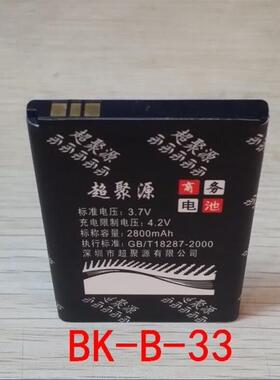 超聚源
商务
电池
标准电压: 3.7V
充电限制电压: 4.2V
标称容量: 2800mAh
执行标准: GB/T18287-2000
深圳市超聚源有限公司
BK-B-33